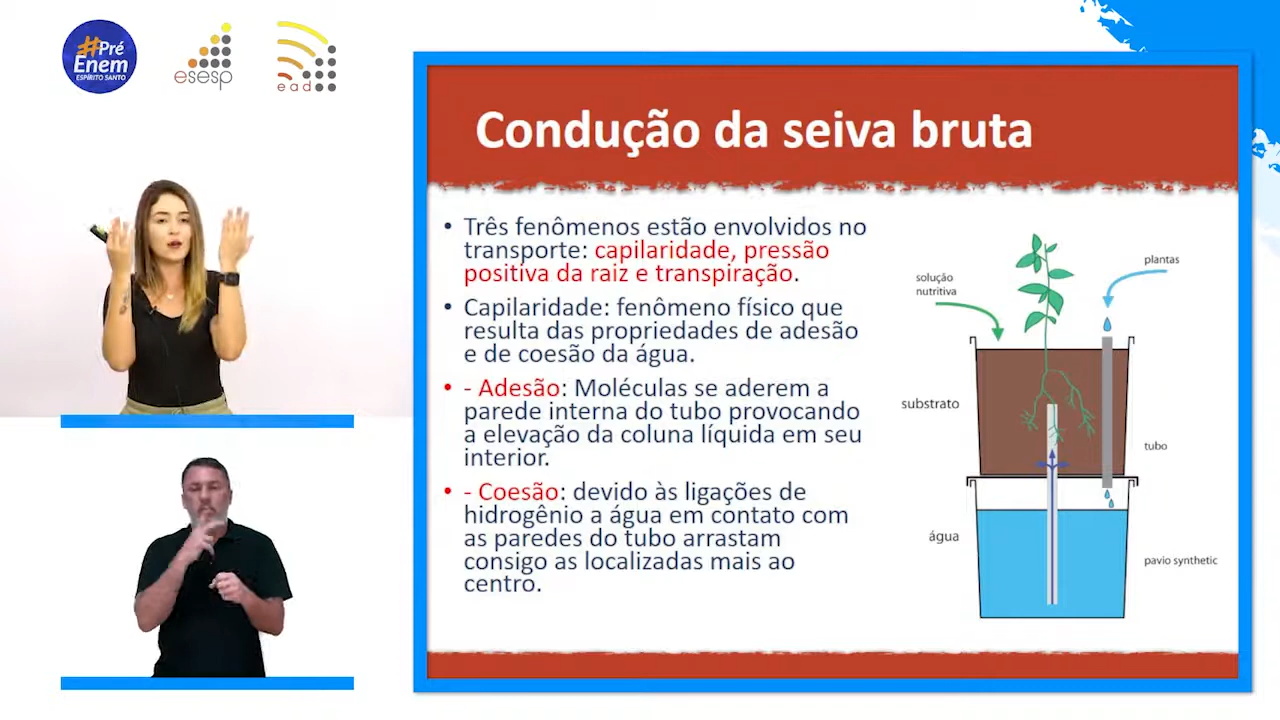 #Pré
Enem
ESPÍRITO SANTO
esesp
ead
Condução da seiva bruta
• Três fenômenos estão envolvidos no
transporte: capilaridade, pressão
positiva da raiz e transpiração.
• Capilaridade: fenômeno físico que
resulta das propriedades de adesão
e de coesão da água.
• - Adesão: Moléculas se aderem a
parede interna do tubo provocando
a elevação da coluna líquida em seu
interior.
• - Coesão: devido às ligações de
hidrogênio a água em contato com
as paredes do tubo arrastam
consigo as localizadas mais ao
centro.
solução
nutritiva
plantas
substrato
tubo
água
pavio synthetic